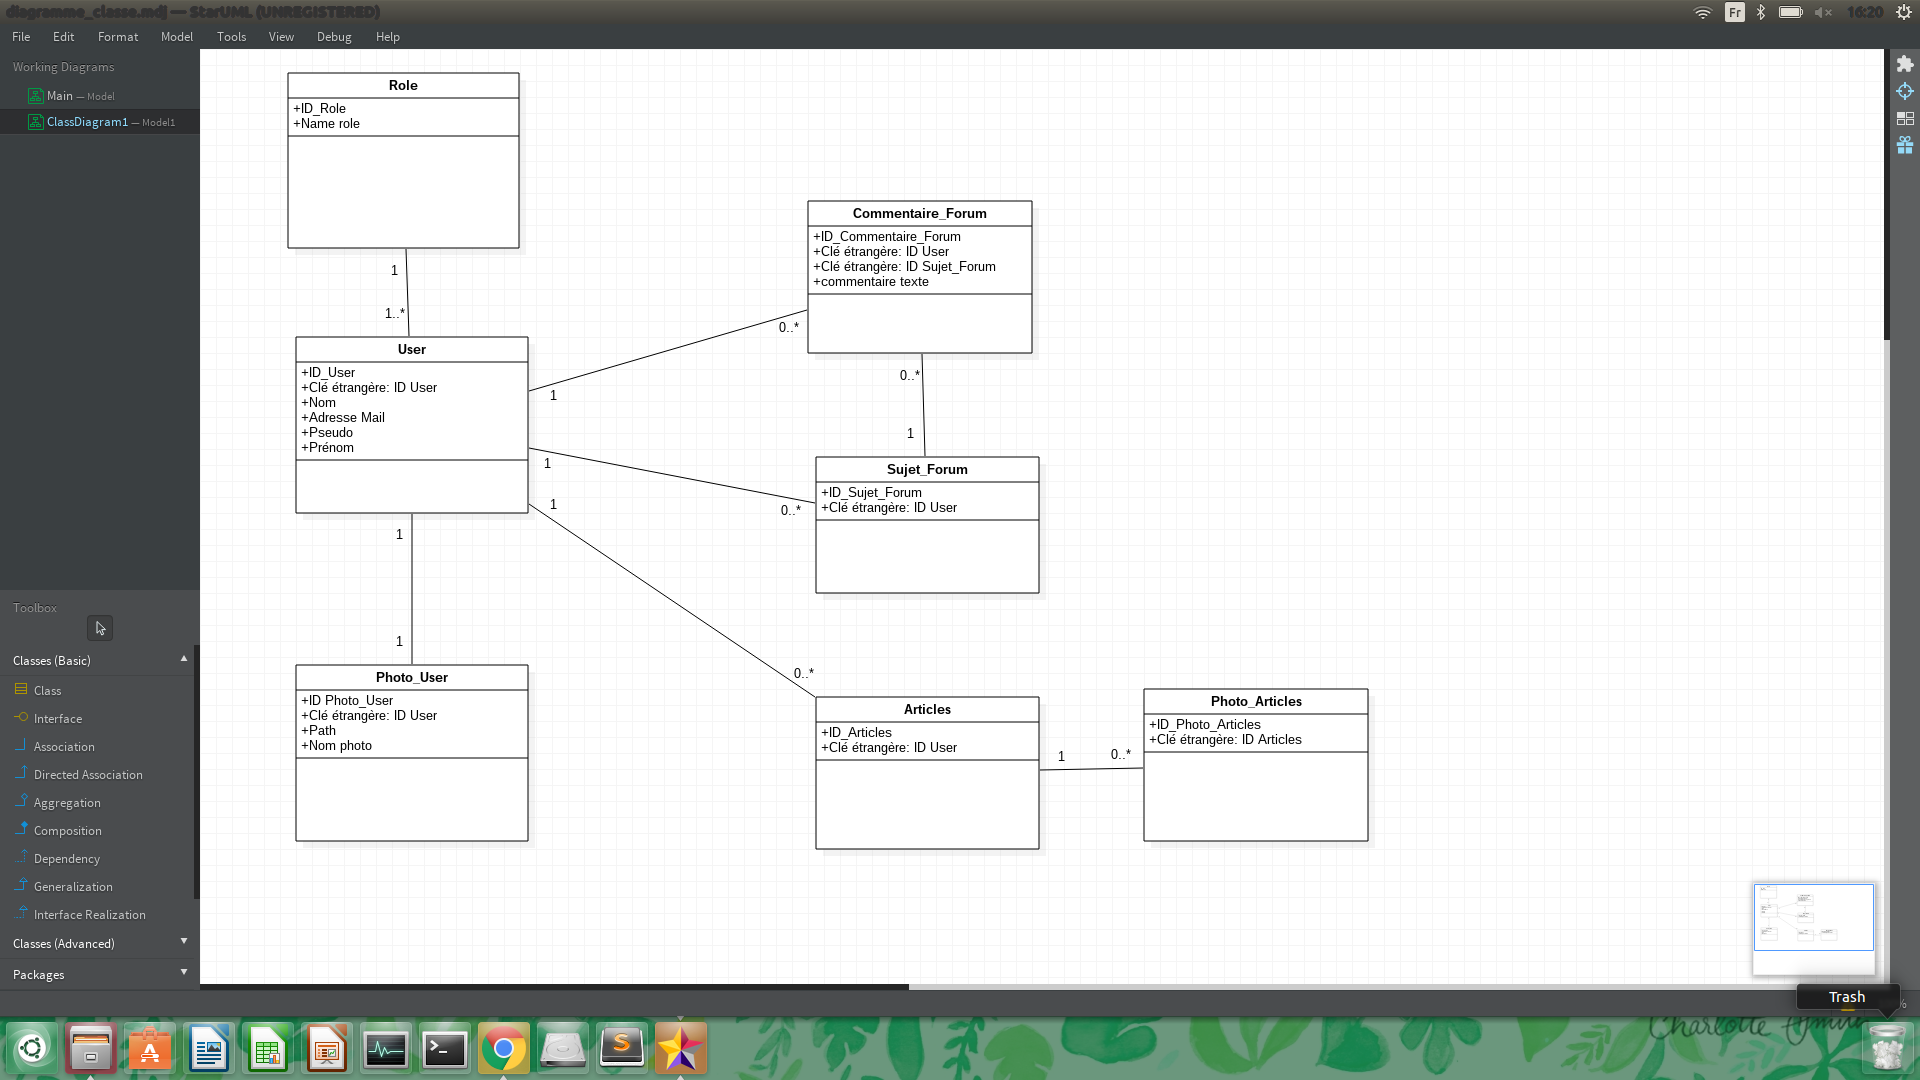 diagramme_classe.mdj — StarUML (UNREGISTERED)
Fr
16:20
File Edit Format Model Tools View Debug Help
Working Diagrams
Main — Model
ClassDiagram1 — Model1
Role
+ID_Role
+Name role
1
1..*
User
+ID_User
+Clé étrangère: ID User
+Nom
+Adresse Mail
+Pseudo
+Prénom
1
0..*
Commentaire_Forum
+ID_Commentaire_Forum
+Clé étrangère: ID User
+Clé étrangère: ID Sujet_Forum
+commentaire texte
0..*
1
1
0..*
Sujet_Forum
+ID_Sujet_Forum
+Clé étrangère: ID User
1
0..*
1
1
Photo_User
+ID Photo_User
+Clé étrangère: ID User
+Path
+Nom photo
Articles
+ID_Articles
+Clé étrangère: ID User
1
0..*
Photo_Articles
+ID_Photo_Articles
+Clé étrangère: ID Articles
Toolbox
Classes (Basic)
Class
Interface
Association
Directed Association
Aggregation
Composition
Dependency
Generalization
Interface Realization
Classes (Advanced)
Packages
Trash
%
Charlotte